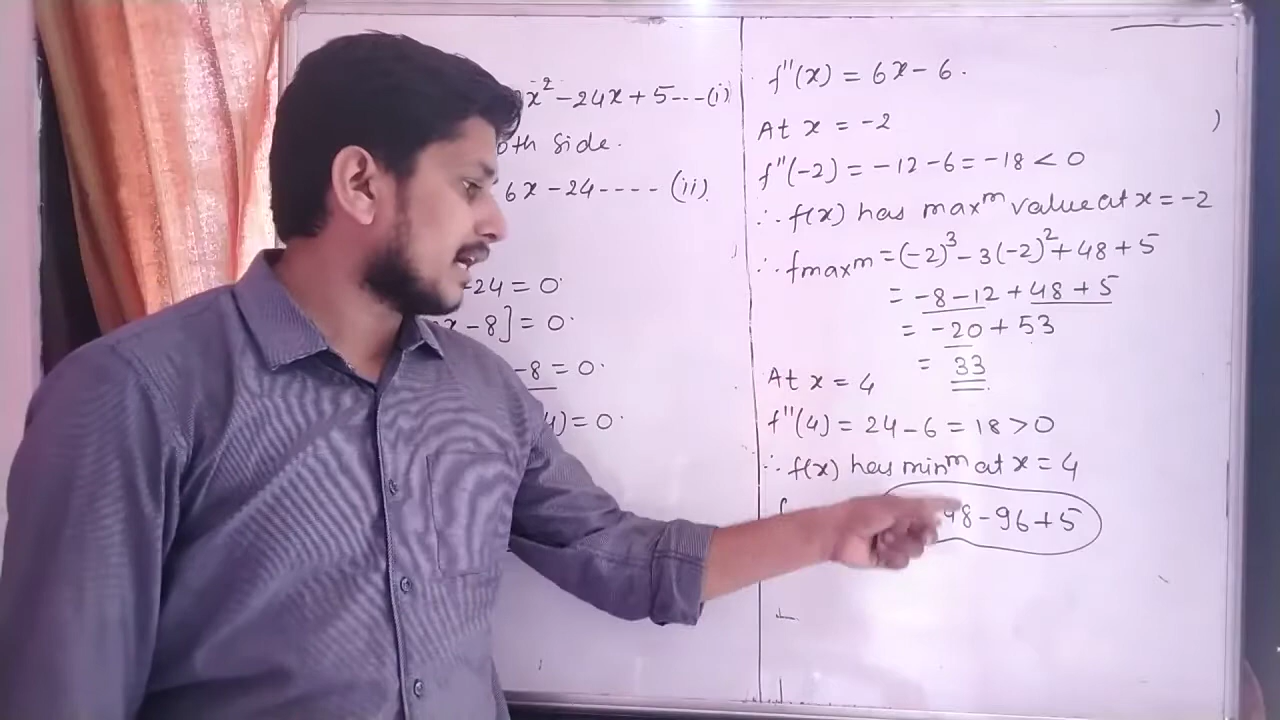 x² - 24x + 5 --- (i)
oth side.
6x - 24 ---- (ii).
-24 = 0
x - 8] = 0
-8 = 0
4) = 0
f''(x) = 6x - 6.
At x = -2
f''(-2) = -12 - 6 = -18 < 0
∴ f(x) has maxᵐ value at x = -2
∴ fmaxᵐ = (-2)³ - 3(-2)² + 48 + 5
= -8 - 12 + 48 + 5
= -20 + 53
= 33
At x = 4
f''(4) = 24 - 6 = 18 > 0
∴ f(x) has minᵐ at x = 4
48 - 96 + 5